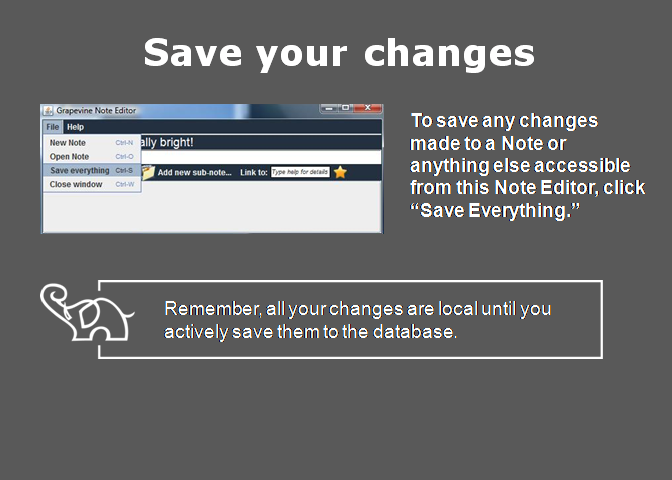 Save your changes
Grapevine Note Editor
File Help
New Note Ctrl-N
Open Note Ctrl-O
Save everything Ctrl-S
Close window Ctrl-W
ally bright!
Add new sub-note... Link to: Type help for details
To save any changes
made to a Note or
anything else accessible
from this Note Editor, click
“Save Everything.”
Remember, all your changes are local until you
actively save them to the database.